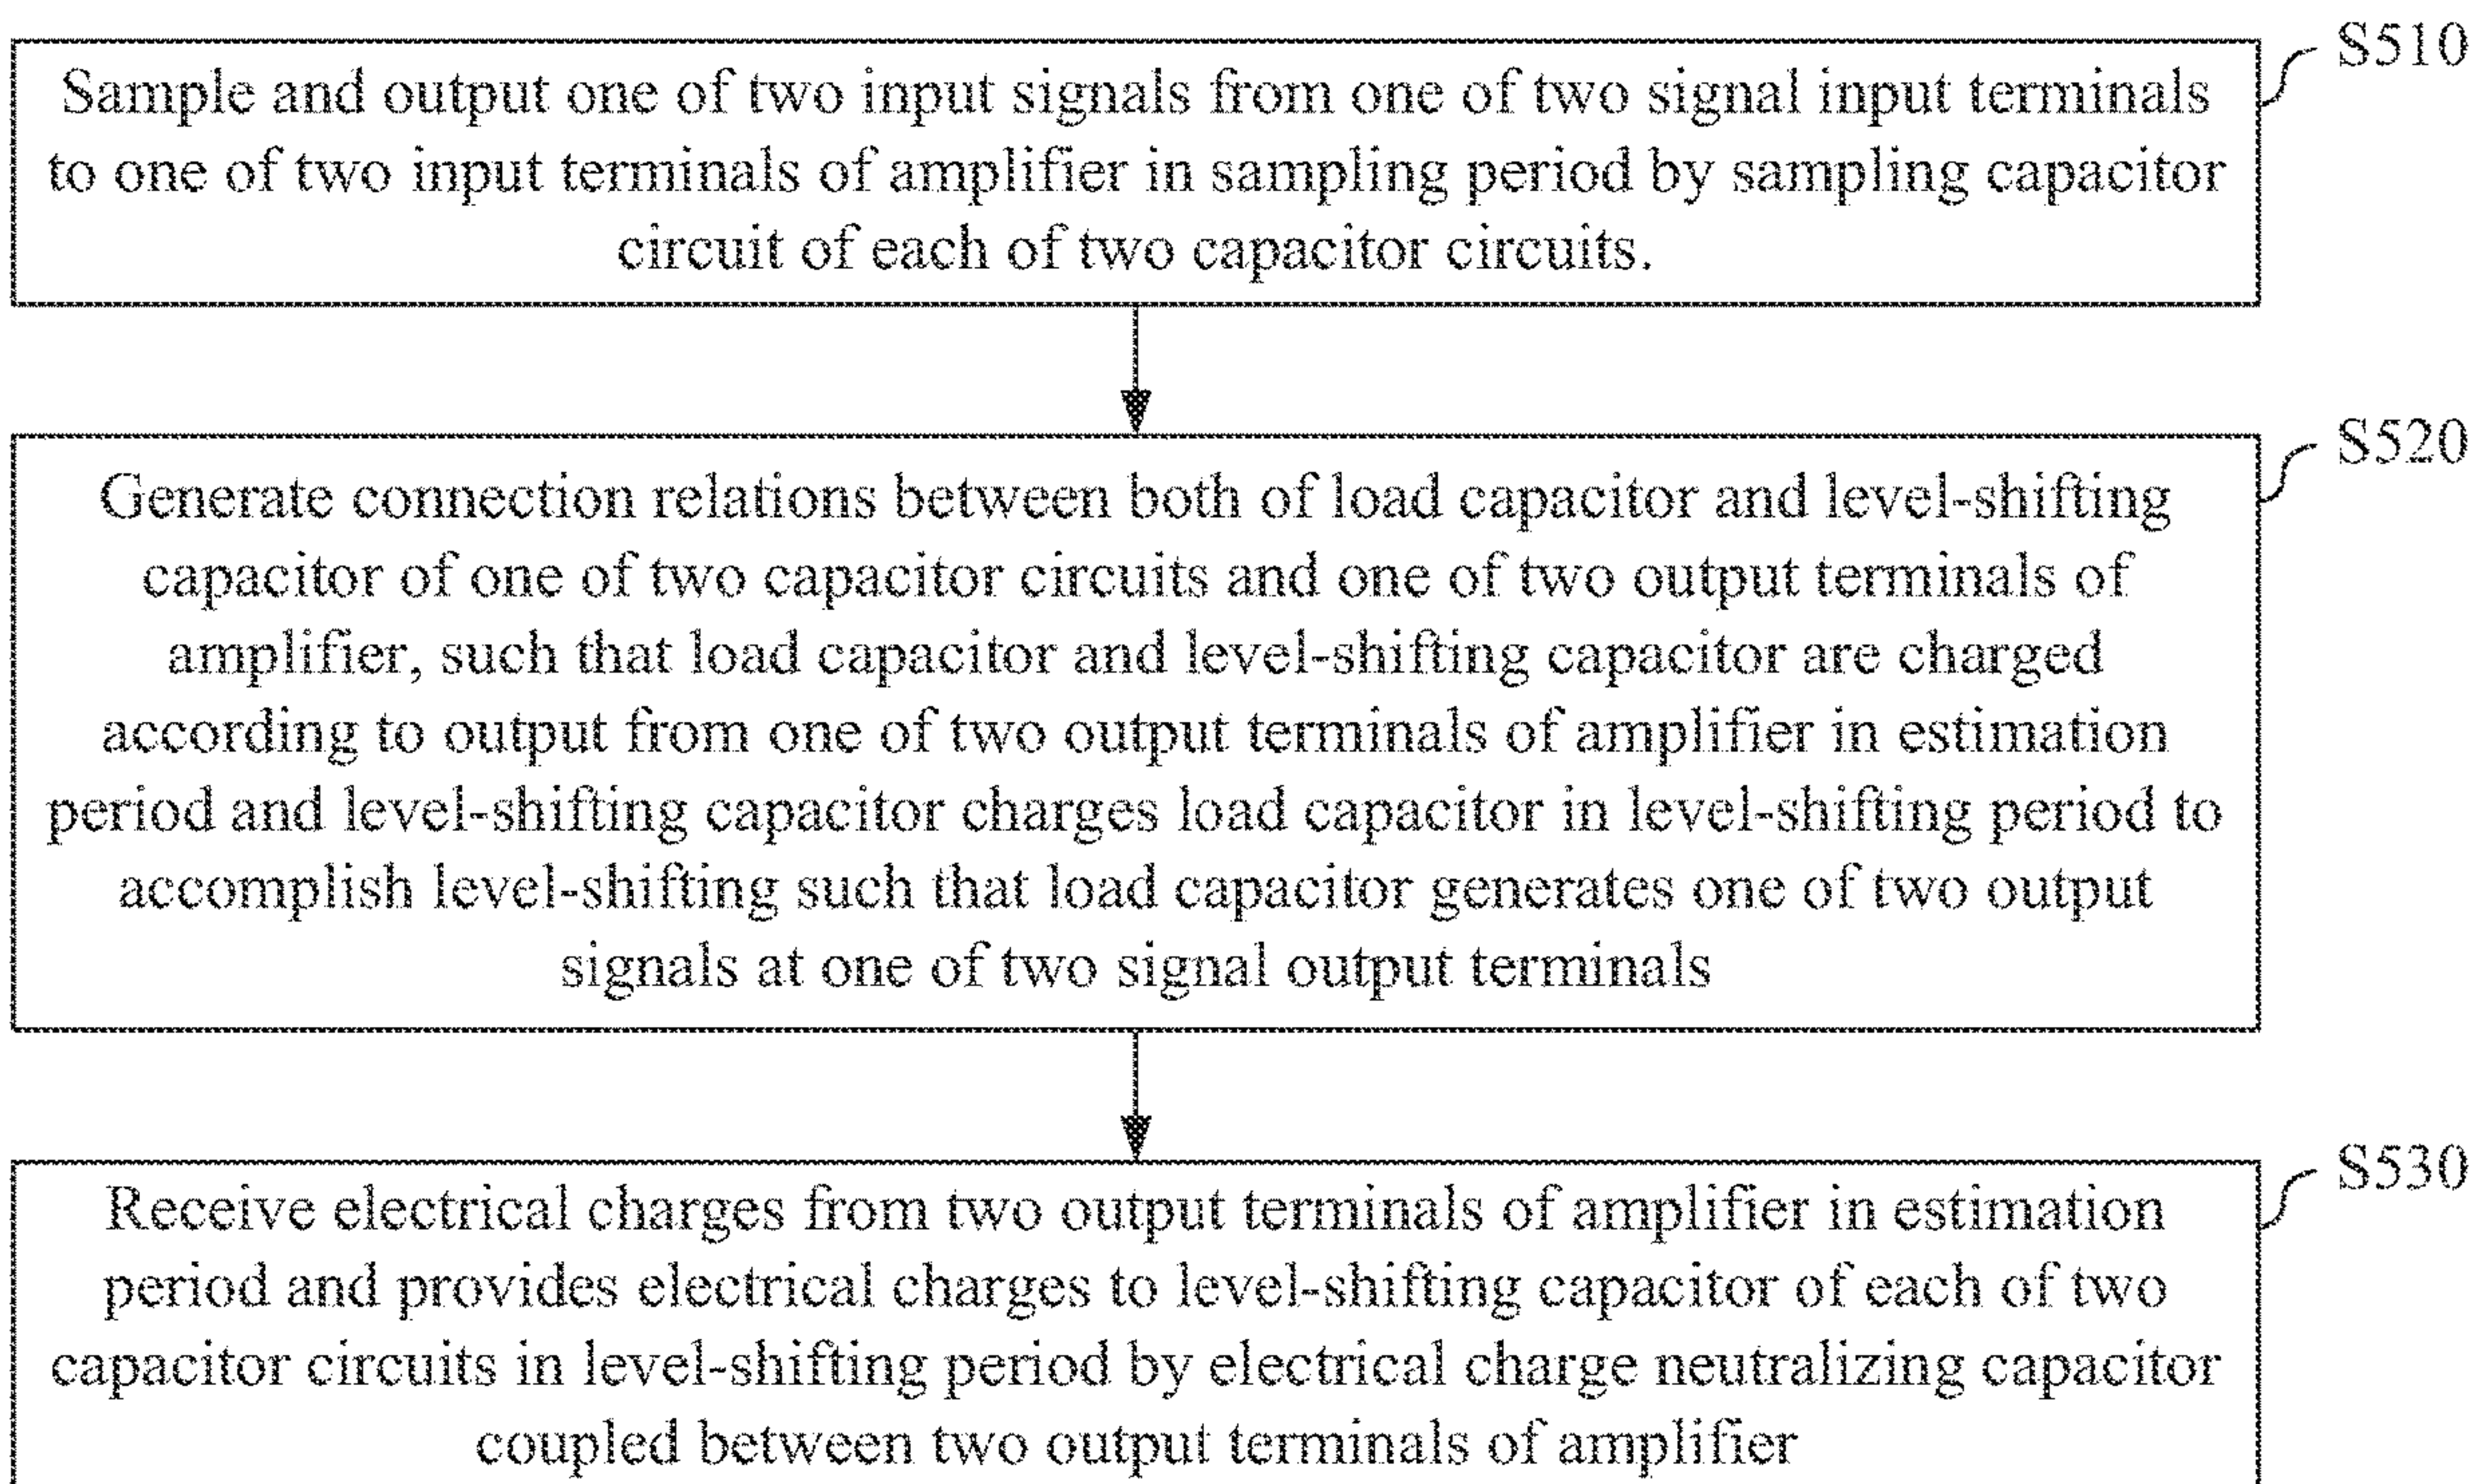 S510
Sample and output one of two input signals from one of two signal input terminals
to one of two input terminals of amplifier in sampling period by sampling capacitor
circuit of each of two capacitor circuits.
S520
Generate connection relations between both of load capacitor and level-shifting
capacitor of one of two capacitor circuits and one of two output terminals of
amplifier, such that load capacitor and level-shifting capacitor are charged
according to output from one of two output terminals of amplifier in estimation
period and level-shifting capacitor charges load capacitor in level-shifting period to
accomplish level-shifting such that load capacitor generates one of two output
signals at one of two signal output terminals
S530
Receive electrical charges from two output terminals of amplifier in estimation
period and provides electrical charges to level-shifting capacitor of each of two
capacitor circuits in level-shifting period by electrical charge neutralizing capacitor
coupled between two output terminals of amplifier